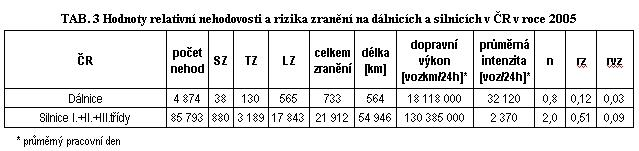 TAB. 3 Hodnoty relativní nehodovosti a rizika zranění na dálnicích a silnicích v ČR v roce 2005
ČR počet nehod SZ TZ LZ celkem zranění délka [km] dopravní výkon [vozkm/24h]* průměrná intenzita [voz/24h]* n rz rvz
Dálnice 4 874 38 130 565 733 564 18 118 000 32 120 0,8 0,12 0,03
Silnice I.+II.+III.třídy 85 793 880 3 189 17 843 21 912 54 946 130 385 000 2 370 2,0 0,51 0,09
* průměrný pracovní den